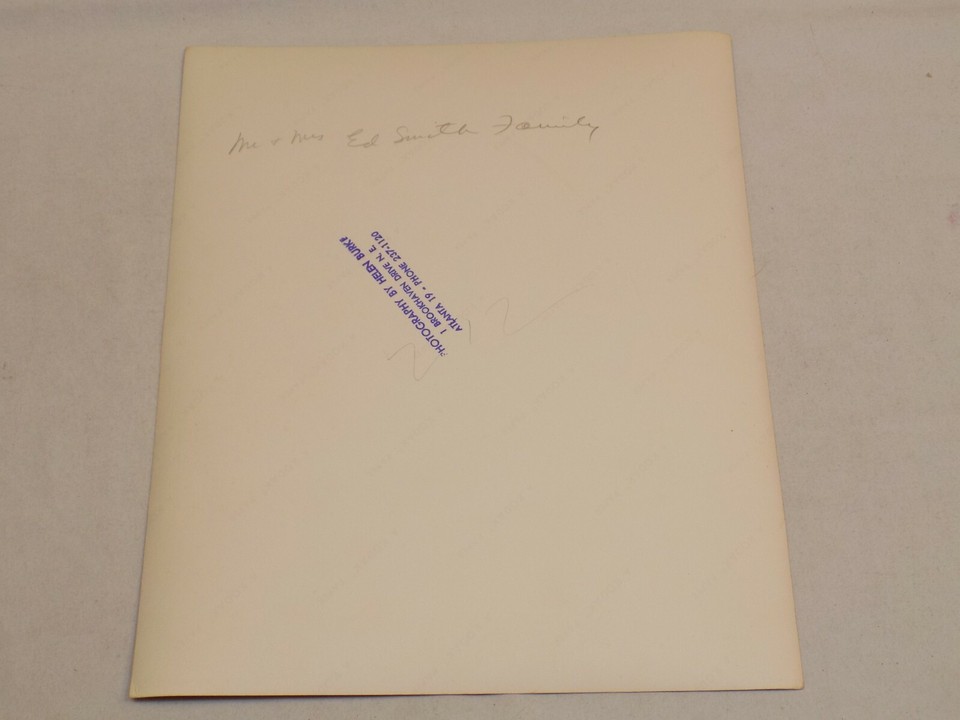 Mr + Mrs Ed Smith Family
PHOTOGRAPHY BY HELEN BURKE
1 BROOKHAVEN DRIVE N. E.
ATLANTA 19 - PHONE 237-1120